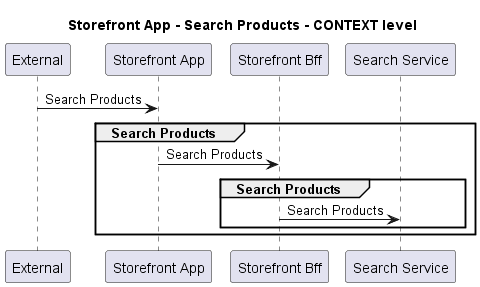 Storefront App - Search Products - CONTEXT level
External Storefront App Storefront Bff Search Service
Search Products
Search Products
Search Products
Search Products
Search Products
External Storefront App Storefront Bff Search Service